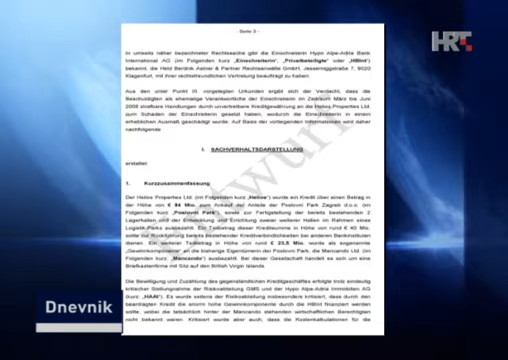 - Seite 3 -
HRT
In umseits näher bezeichneter Rechtssache gibt die Einschreiterin Hypo Alpe-Adria Bank
International AG (im Folgenden kurz „Einschreiterin“, „Privatbeteiligte“ oder „HBInt“)
bekannt, die Held Berdnik Astner & Partner Rechtsanwälte GmbH, Jesserniggstraße 7, 9020
Klagenfurt, mit ihrer rechtsfreundlichen Vertretung beauftragt zu haben.
Aus den unter Punkt III. vorgelegten Urkunden ergibt sich der Verdacht, dass die
Beschuldigten als ehemalige Verantwortliche der Einschreiterin im Zeitraum März bis Juni
2008 strafbare Handlungen durch unvertretbare Kreditgewährung an die Helios Properties Ltd.
zum Schaden der Einschreiterin gesetzt haben, wodurch die Einschreiterin in einem
erheblichen Ausmaß geschädigt wurde. Auf Basis der vorliegenden Informationen wird daher
nachfolgende
I. SACHVERHALTSDARSTELLUNG
erstattet:
Entwurf
1. Kurzzusammenfassung
Der Helios Properties Ltd. (im Folgenden kurz „Helios“) wurde ein Kredit über einen Betrag in
der Höhe von € 84 Mio. zum Ankauf der Anteile der Poslovni Park Zagreb d.o.o. (im
Folgenden kurz „Poslovni Park“) sowie zur Fertigstellung der bereits bestehenden 2
Lagerhallen und der Entwicklung und Errichtung zweier weiterer Hallen im Rahmen eines
Logistik-Parks ausbezahlt. Ein Teilbetrag dieser Kreditsumme in Höhe von rund € 40 Mio.
sollte zur Rückführung bereits bestehender Kreditverbindlichkeiten bei anderen Bankinstituten
dienen. Ein weiterer Teilbetrag in Höhe von rund € 23,5 Mio. wurde als sogenannte
„Gewinnkomponente“ an die bisherige Eigentümerin der Poslovni Park, die Mancando Ltd. (im
Folgenden kurz „Mancando“) ausbezahlt. Bei dieser Gesellschaft handelt es sich um eine
Briefkastenfirma mit Sitz auf den British Virgin Islands.
Die Bewilligung und Zuzählung des gegenständlichen Kreditgeschäftes erfolgte trotz eindeutig
kritischer Stellungnahme der Risikoabteilung GMS und der Hypo Alpe-Adria Immobilien AG
(kurz „HAAI“). Es wurde seitens der Risikoabteilung insbesondere kritisiert, dass durch den
beantragten Kredit die enorm hohe Gewinnkomponente durch die HBInt finanziert werden
sollte, wobei die tatsächlich hinter der Mancando stehenden wirtschaftlichen Berechtigten
nicht bekannt waren. Kritisiert wurde aber auch, dass die Kostenkalkulationen für die
Dnevnik